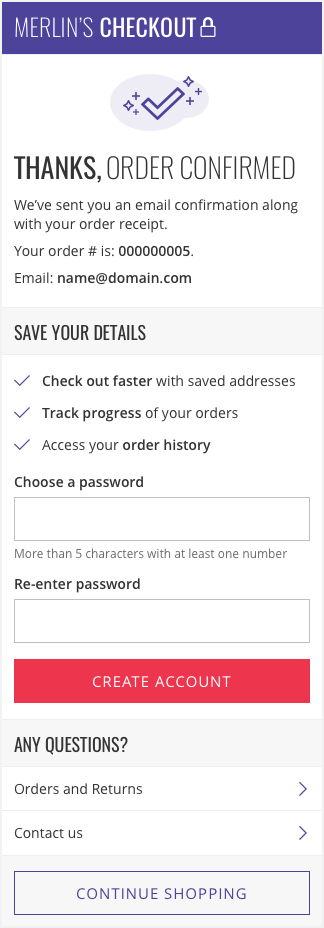 MERLIN'S CHECKOUT
THANKS, ORDER CONFIRMED
We've sent you an email confirmation along
with your order receipt.
Your order # is: 000000005.
Email: name@domain.com
SAVE YOUR DETAILS
Check out faster with saved addresses
Track progress of your orders
Access your order history
Choose a password
More than 5 characters with at least one number
Re-enter password
CREATE ACCOUNT
ANY QUESTIONS?
Orders and Returns
Contact us
CONTINUE SHOPPING